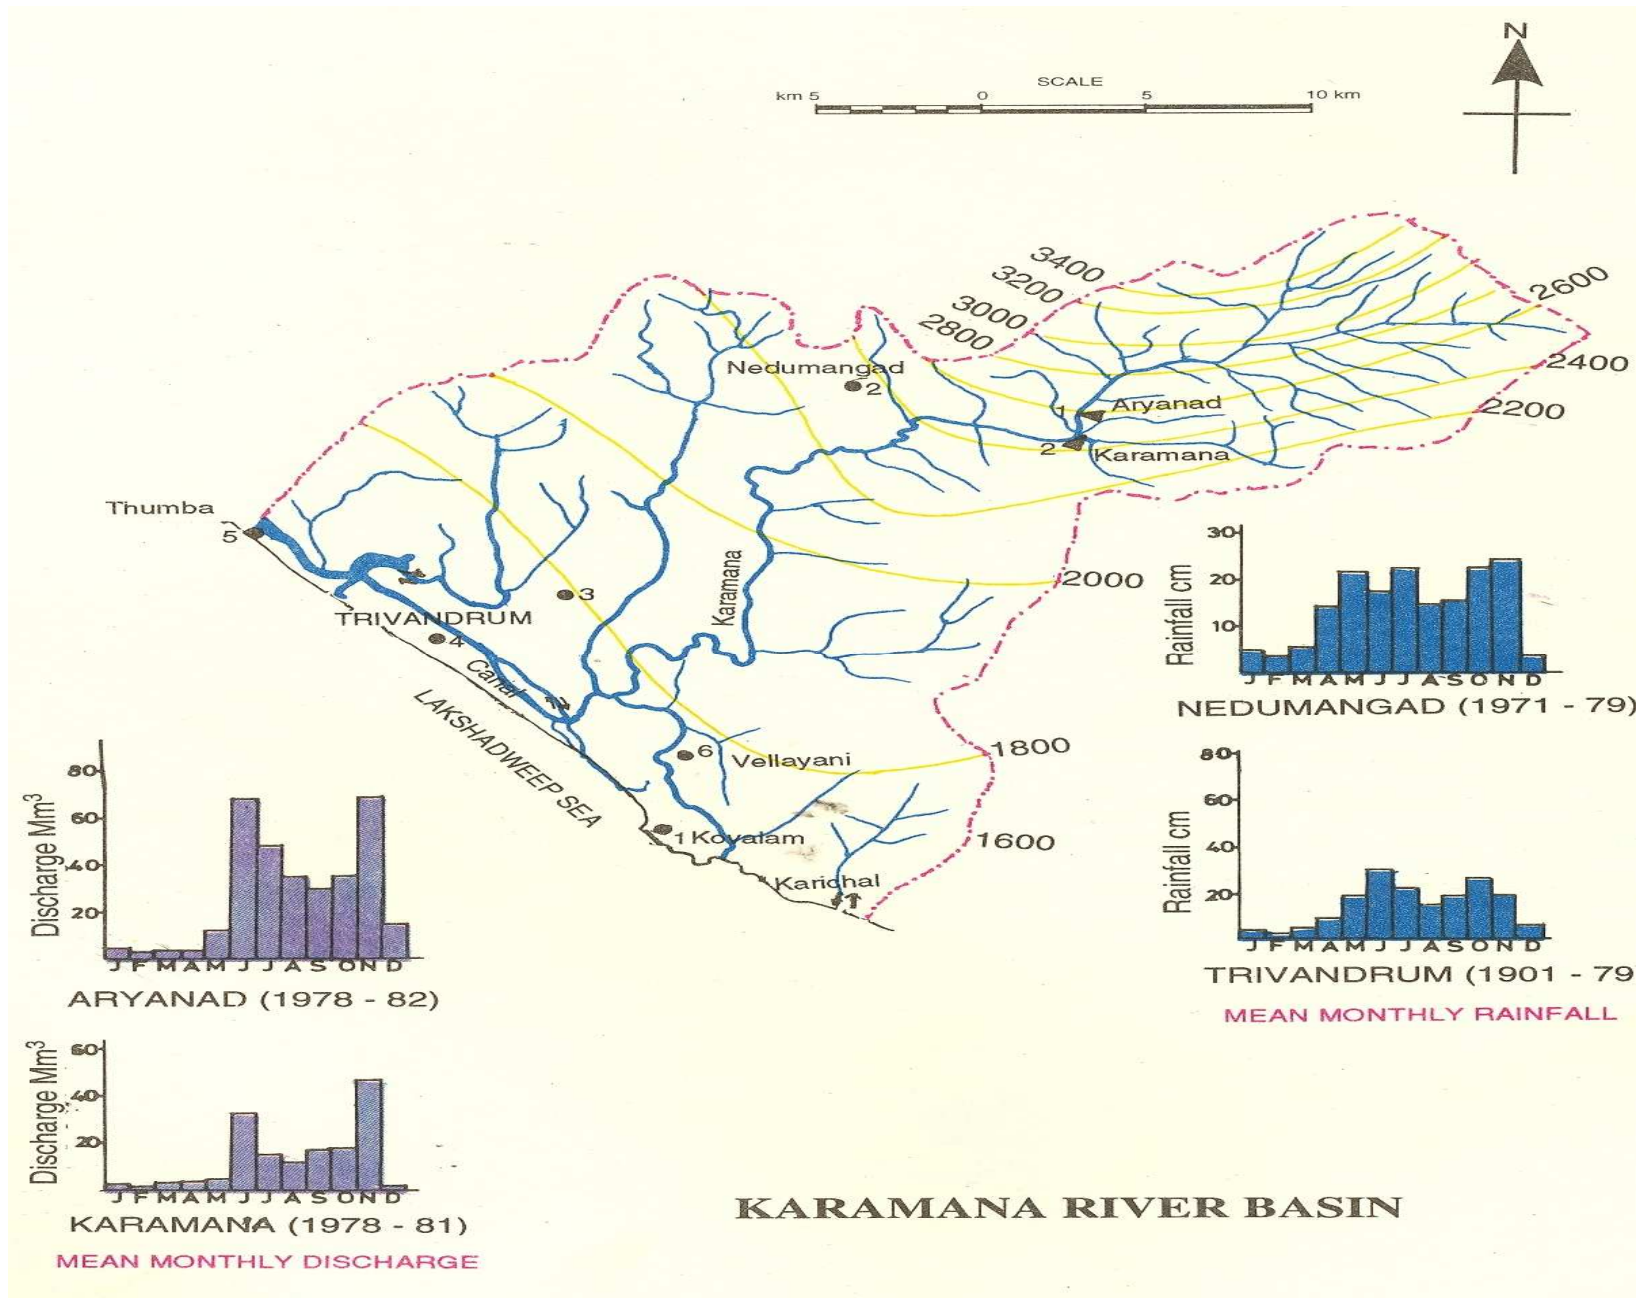 N
SCALE
km 5 0 5 10 km
3400
3200
3000
2800
2600
2400
2200
Nedumangad
2
1 Aryanad
2 Karamana
Thumba
5
Karamana
2000
3
TRIVANDRUM
4
Canal
LAKSHADWEEP SEA
1800
6 Vellayani
1600
1 Kovalam
Karichal
30
20
10
Rainfall cm
J F M A M J J A S O N D
NEDUMANGAD (1971 - 79)
80
60
40
20
Rainfall cm
J F M A M J J A S O N D
TRIVANDRUM (1901 - 79
MEAN MONTHLY RAINFALL
80
60
40
20
Discharge Mm³
J F M A M J J A S O N D
ARYANAD (1978 - 82)
60
40
20
Discharge Mm³
J F M A M J J A S O N D
KARAMANA (1978 - 81)
MEAN MONTHLY DISCHARGE
KARAMANA RIVER BASIN